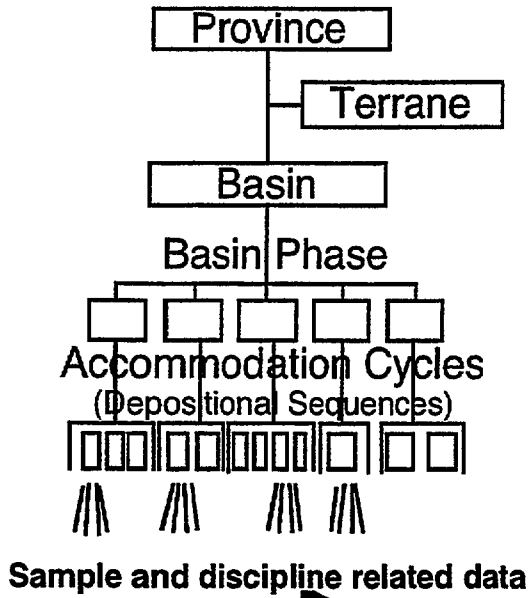 Province
Terrane
Basin
Basin Phase
Accommodation Cycles
(Depositional Sequences)
Sample and discipline related data